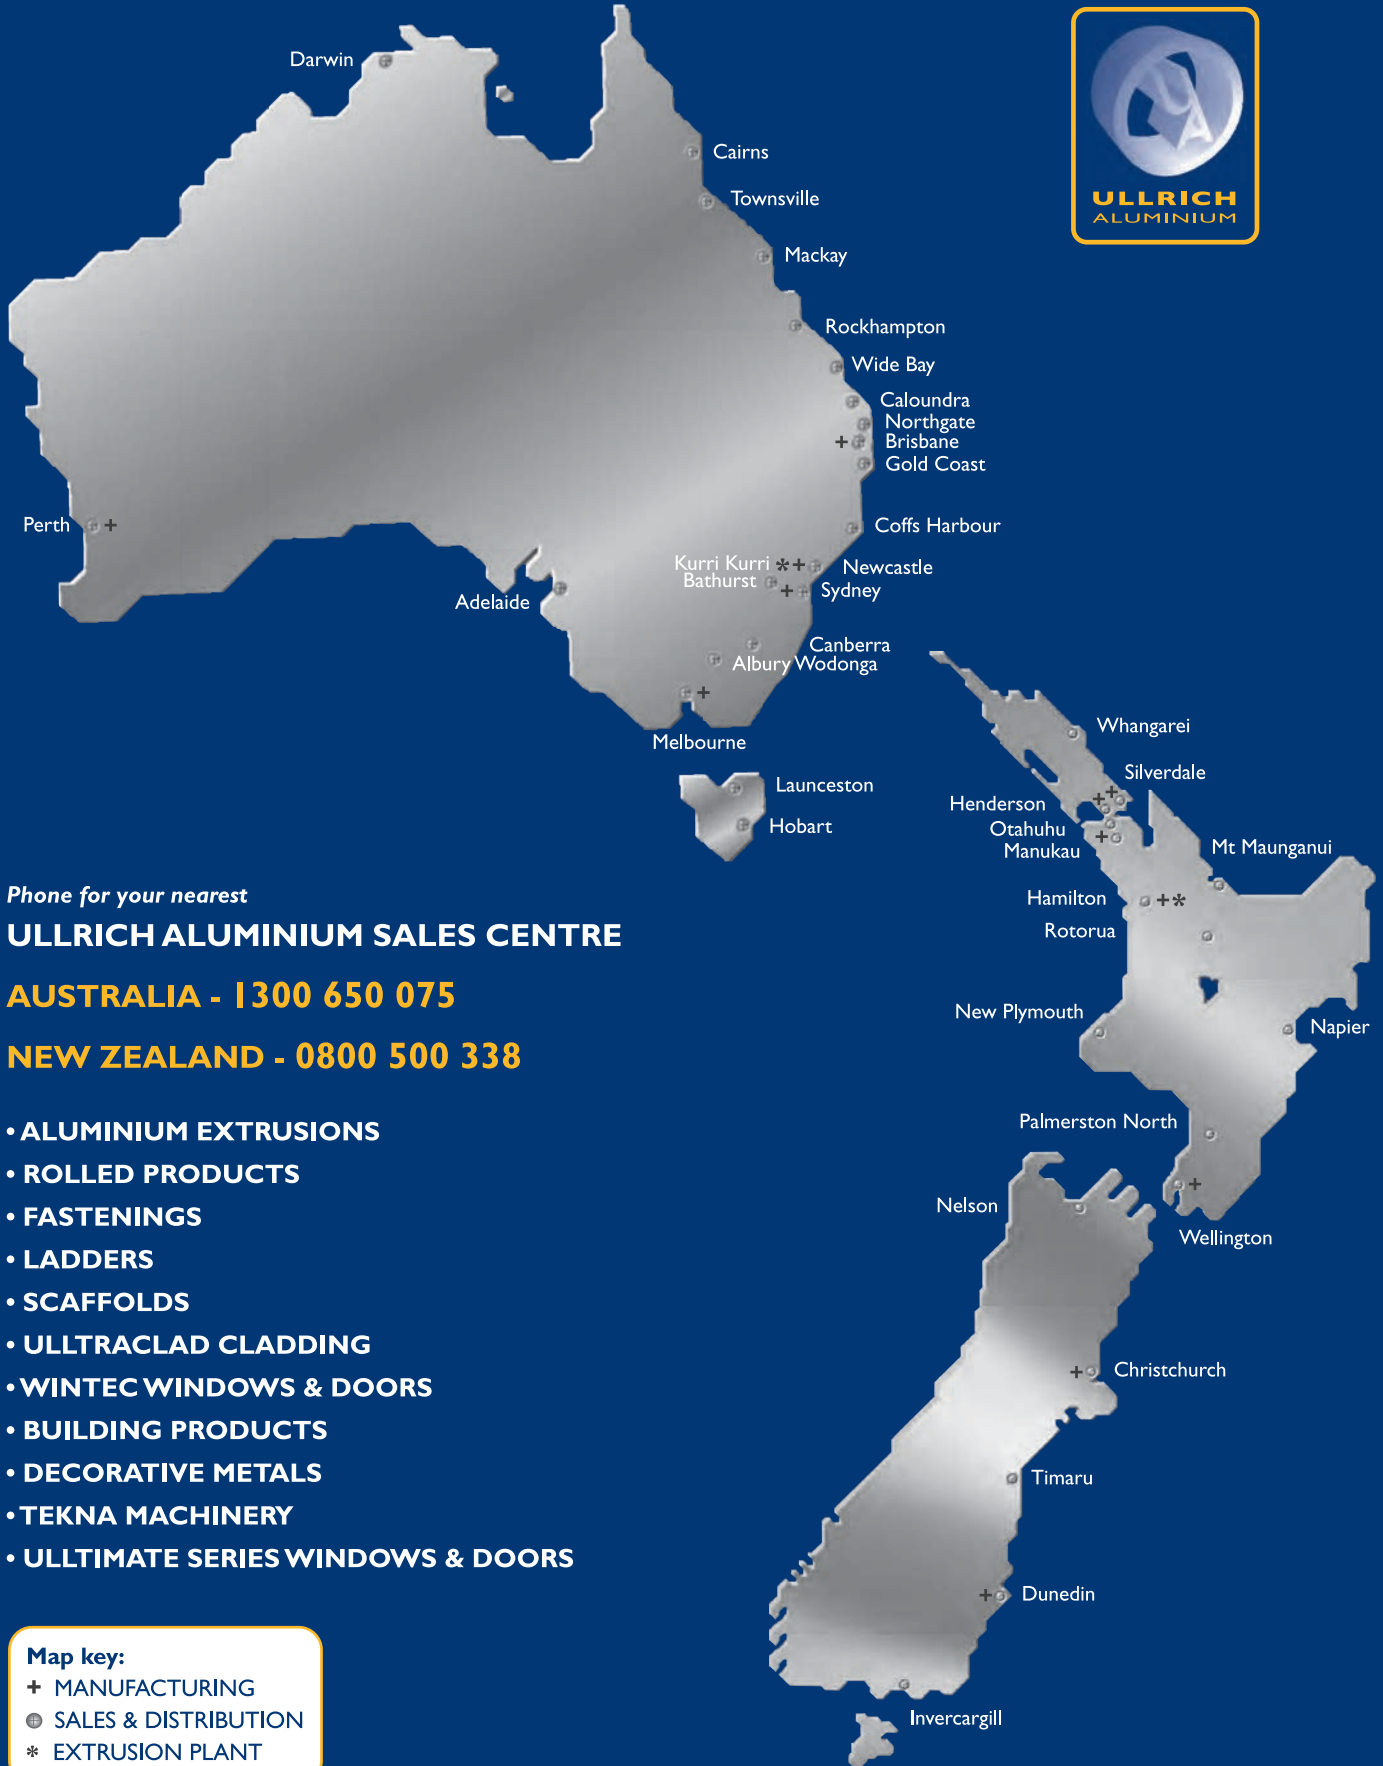 Darwin
Cairns
Townsville
Mackay
Rockhampton
Wide Bay
Caloundra
Northgate
+ Brisbane
Gold Coast
Perth +
Coffs Harbour
Kurri Kurri *+ Newcastle
Bathurst
+ Sydney
Adelaide
Canberra
Albury Wodonga
+
Melbourne
Launceston
Hobart
UA
ULLRICH
ALUMINIUM
Whangarei
Silverdale
Henderson ++
Otahuhu
Manukau +
Mt Maunganui
Hamilton +*
Rotorua
New Plymouth
Napier
Palmerston North
Nelson
+
Wellington
+ Christchurch
Timaru
+ Dunedin
Invercargill
Phone for your nearest
ULLRICH ALUMINIUM SALES CENTRE
AUSTRALIA - 1300 650 075
NEW ZEALAND - 0800 500 338
• ALUMINIUM EXTRUSIONS
• ROLLED PRODUCTS
• FASTENINGS
• LADDERS
• SCAFFOLDS
• ULLTRACLAD CLADDING
• WINTEC WINDOWS & DOORS
• BUILDING PRODUCTS
• DECORATIVE METALS
• TEKNA MACHINERY
• ULLTIMATE SERIES WINDOWS & DOORS
Map key:
+ MANUFACTURING
SALES & DISTRIBUTION
* EXTRUSION PLANT